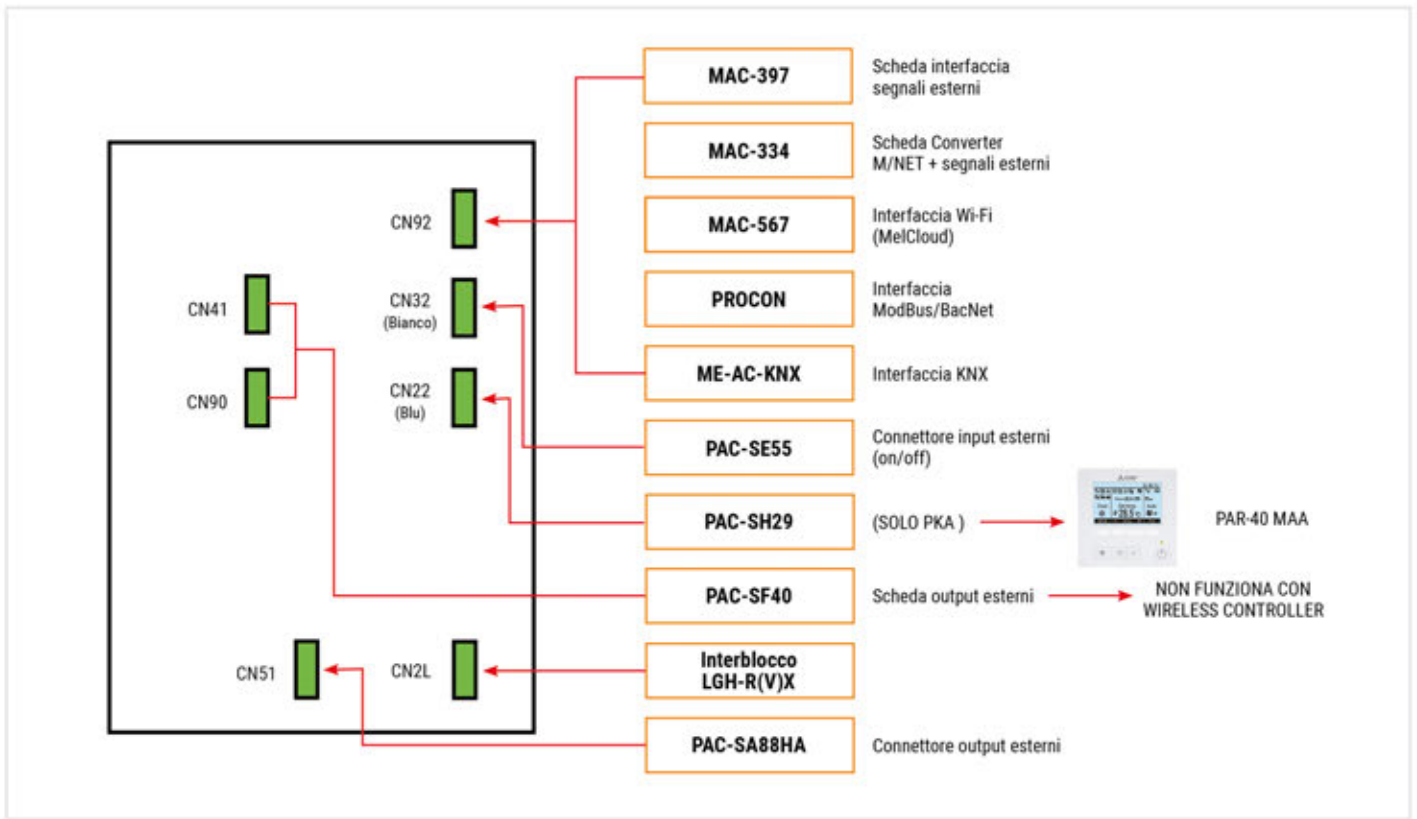 MAC-397
Scheda interfaccia
segnali esterni
MAC-334
Scheda Converter
M/NET + segnali esterni
MAC-567
Interfaccia Wi-Fi
(MelCloud)
PROCON
Interfaccia
ModBus/BacNet
ME-AC-KNX
Interfaccia KNX
PAC-SE55
Connettore input esterni
(on/off)
PAC-SH29
(SOLO PKA )
PAR-40 MAA
PAC-SF40
Scheda output esterni
NON FUNZIONA CON
WIRELESS CONTROLLER
Interblocco
LGH-R(V)X
PAC-SA88HA
Connettore output esterni
CN92
CN41
CN32
(Bianco)
CN90
CN22
(Blu)
CN51
CN2L